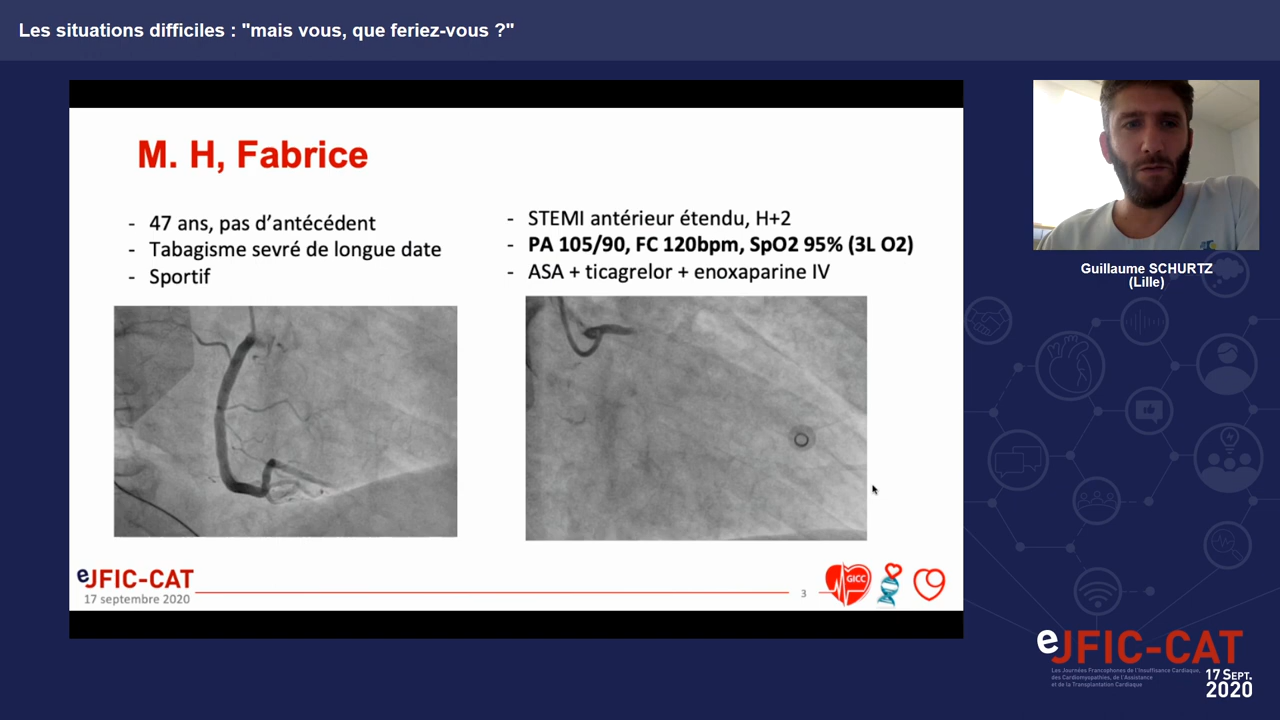 Les situations difficiles : "mais vous, que feriez-vous ?"
M. H, Fabrice
- 47 ans, pas d'antécédent
- Tabagisme sevré de longue date
- Sportif
- STEMI antérieur étendu, H+2
- PA 105/90, FC 120bpm, SpO2 95% (3L O2)
- ASA + ticagrelor + enoxaparine IV
eJFIC-CAT
17 septembre 2020
3
GICC
Guillaume SCHURTZ
(Lille)
eJFIC-CAT
Les Journées Francophones de l'Insuffisance Cardiaque,
des Cardiomyopathies, de l'Assistance
et de la Transplantation Cardiaque
17 SEPT.
2020